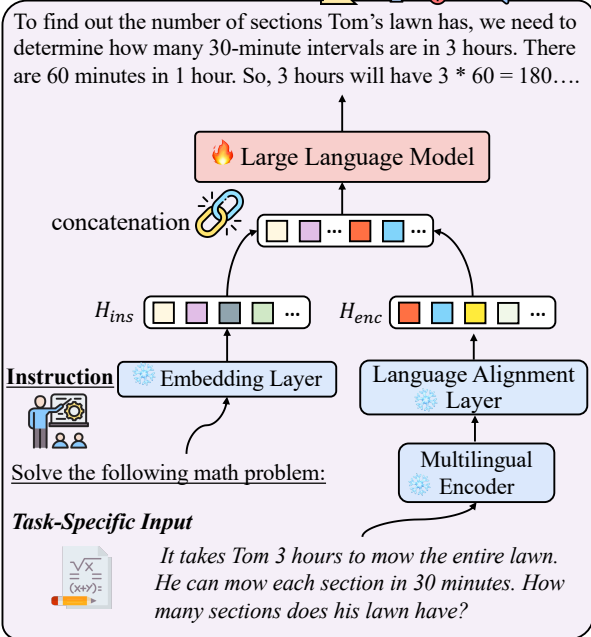 To find out the number of sections Tom's lawn has, we need to
determine how many 30-minute intervals are in 3 hours. There
are 60 minutes in 1 hour. So, 3 hours will have 3 * 60 = 180….
Large Language Model
concatenation
...
...
H_ins
...
H_enc
...
Instruction
Embedding Layer
Language Alignment
Layer
Solve the following math problem:
Multilingual
Encoder
Task-Specific Input
√x
(x+y)=
It takes Tom 3 hours to mow the entire lawn.
He can mow each section in 30 minutes. How
many sections does his lawn have?